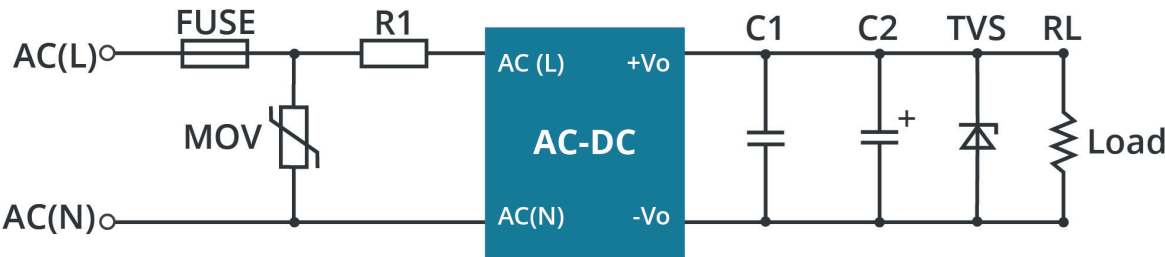 FUSE R1 C1 C2 TVS RL
AC(L) AC (L) +Vo
MOV AC-DC + Load
AC(N) AC(N) -Vo